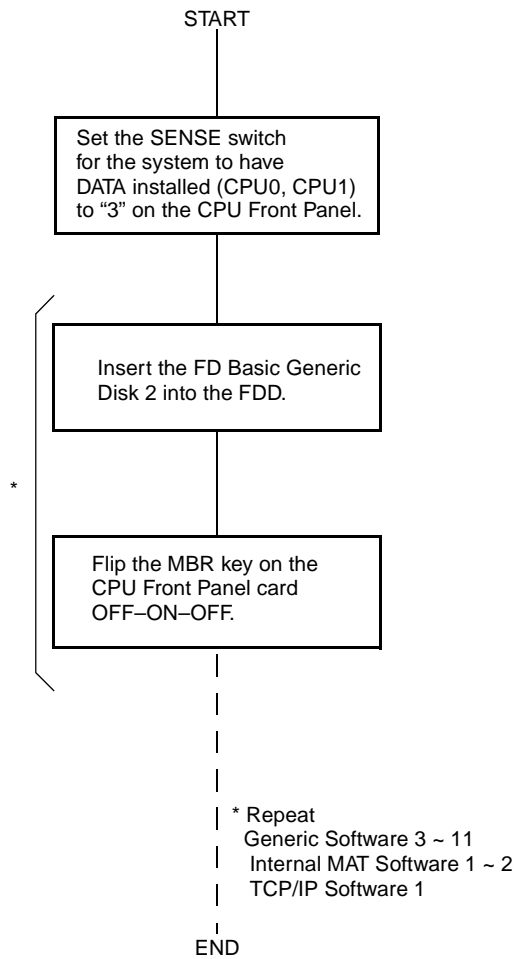 START
Set the SENSE switch
for the system to have
DATA installed (CPU0, CPU1)
to “3” on the CPU Front Panel.
Insert the FD Basic Generic
Disk 2 into the FDD.
*
Flip the MBR key on the
CPU Front Panel card
OFF–ON–OFF.
* Repeat
Generic Software 3 ~ 11
Internal MAT Software 1 ~ 2
TCP/IP Software 1
END